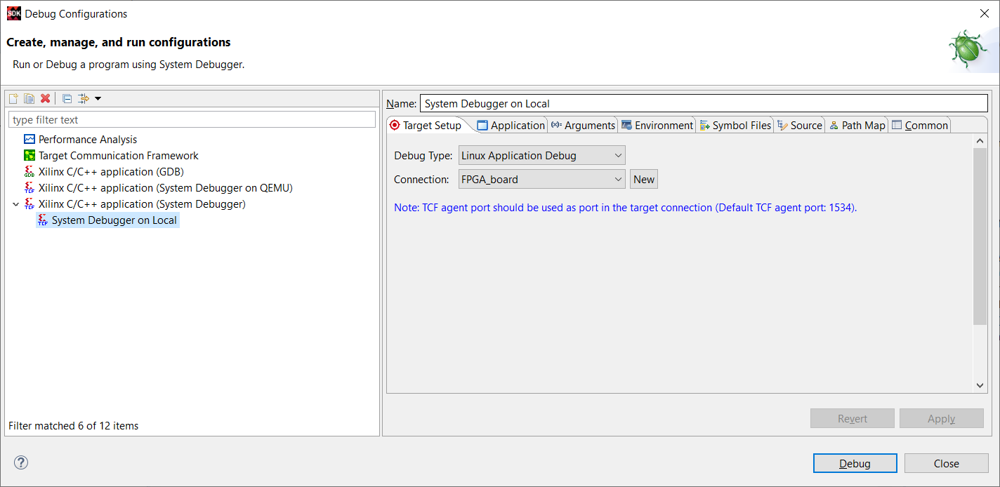 SDK Debug Configurations
Create, manage, and run configurations
Run or Debug a program using System Debugger.
type filter text
Performance Analysis
Target Communication Framework
GDB Xilinx C/C++ application (GDB)
TCF Xilinx C/C++ application (System Debugger on QEMU)
TCF Xilinx C/C++ application (System Debugger)
TCF System Debugger on Local
Filter matched 6 of 12 items
Name: System Debugger on Local
Target Setup Application (x)= Arguments Environment Symbol Files Source Path Map Common
Debug Type: Linux Application Debug
Connection: FPGA_board New
Note: TCF agent port should be used as port in the target connection (Default TCF agent port: 1534).
Revert Apply
? Debug Close